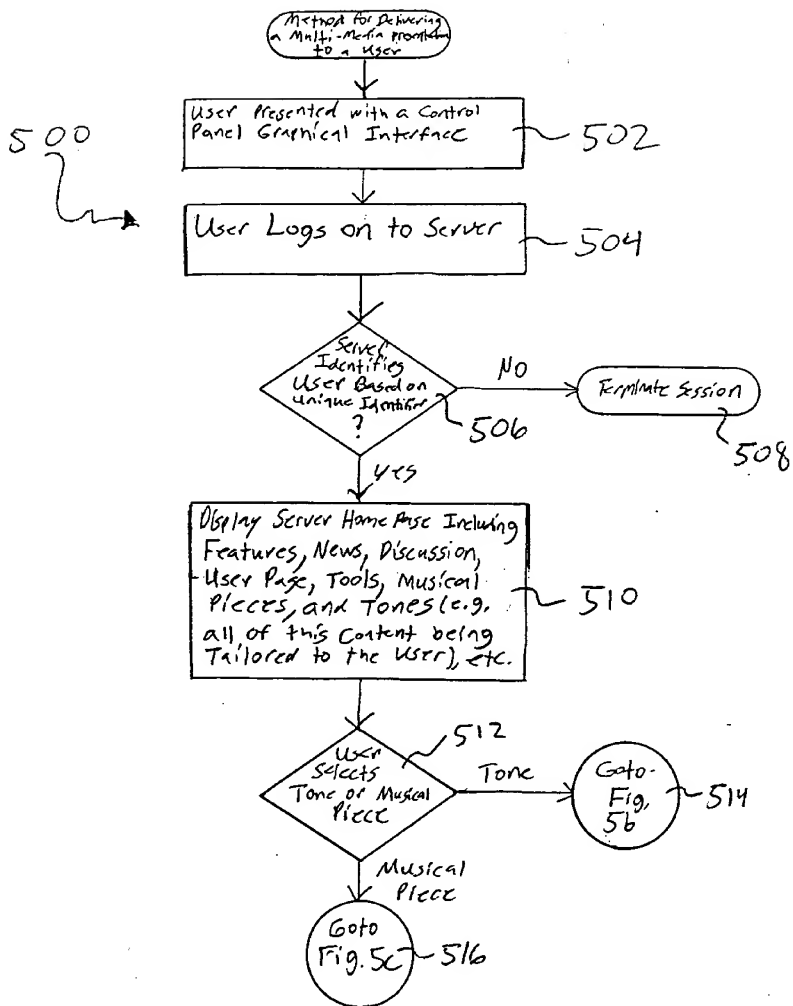 Method for Delivering
a Multi-Media program
to a User
User Presented with a Control
Panel Graphical Interface
502
500
User Logs on to Server
504
Server
Identifies
User Based on
Unique Identifier
?
506
NO
Terminate Session
508
yes
Display Server Home Page Including
Features, News, Discussion,
User Page, Tools, Musical
Pieces, and Tones (e.g.
all of this Content being
Tailored to the User), etc.
510
User
Selects
Tone or Musical
Piece
512
Tone
Goto
Fig.
5b
514
Musical
Piece
Goto
Fig. 5c
516